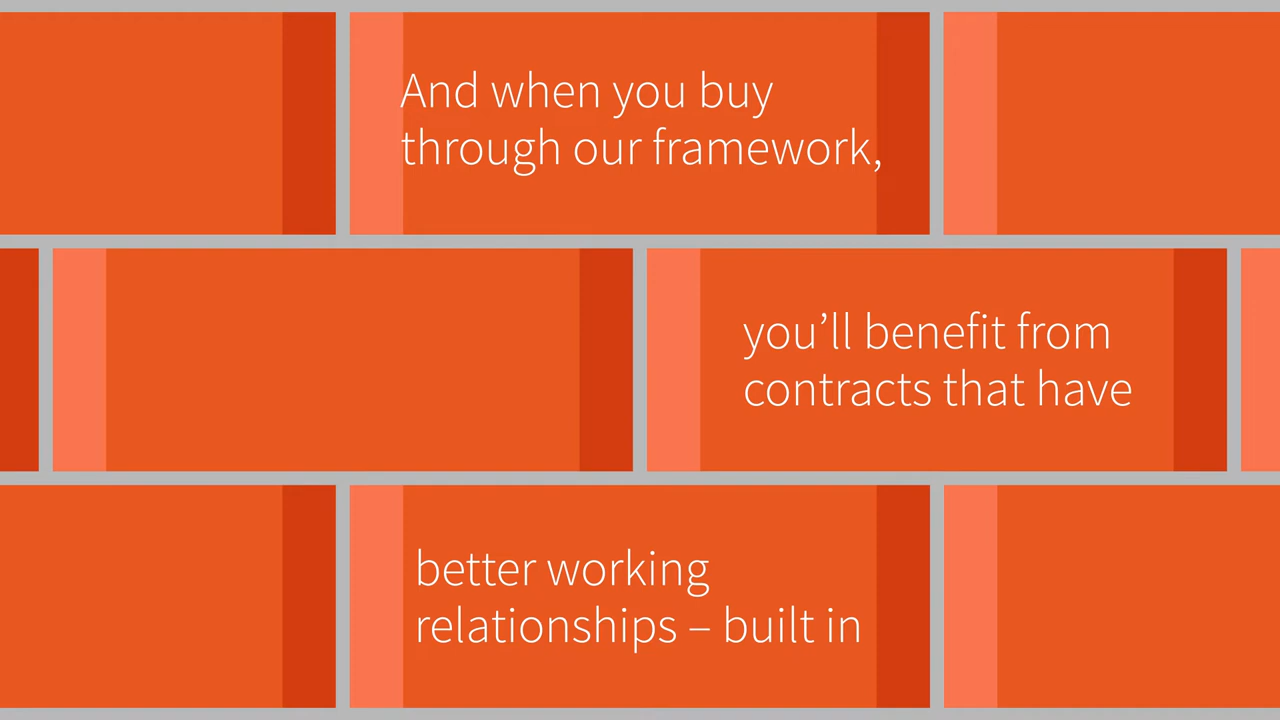 And when you buy
through our framework,
you’ll benefit from
contracts that have
better working
relationships – built in